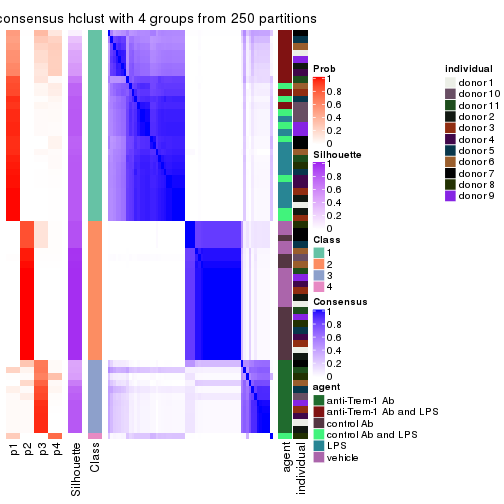 consensus hclust with 4 groups from 250 partitions
Prob
1
0.8
0.6
0.4
0.2
0
Silhouette
1
0.8
0.6
0.4
0.2
0
Class
1
2
3
4
Consensus
1
0.8
0.6
0.4
0.2
0
agent
anti-Trem-1 Ab
anti-Trem-1 Ab and LPS
control Ab
control Ab and LPS
LPS
vehicle
individual
donor 1
donor 10
donor 11
donor 2
donor 3
donor 4
donor 5
donor 6
donor 7
donor 8
donor 9
p1
p2
p3
p4
Silhouette
Class
agent
individual